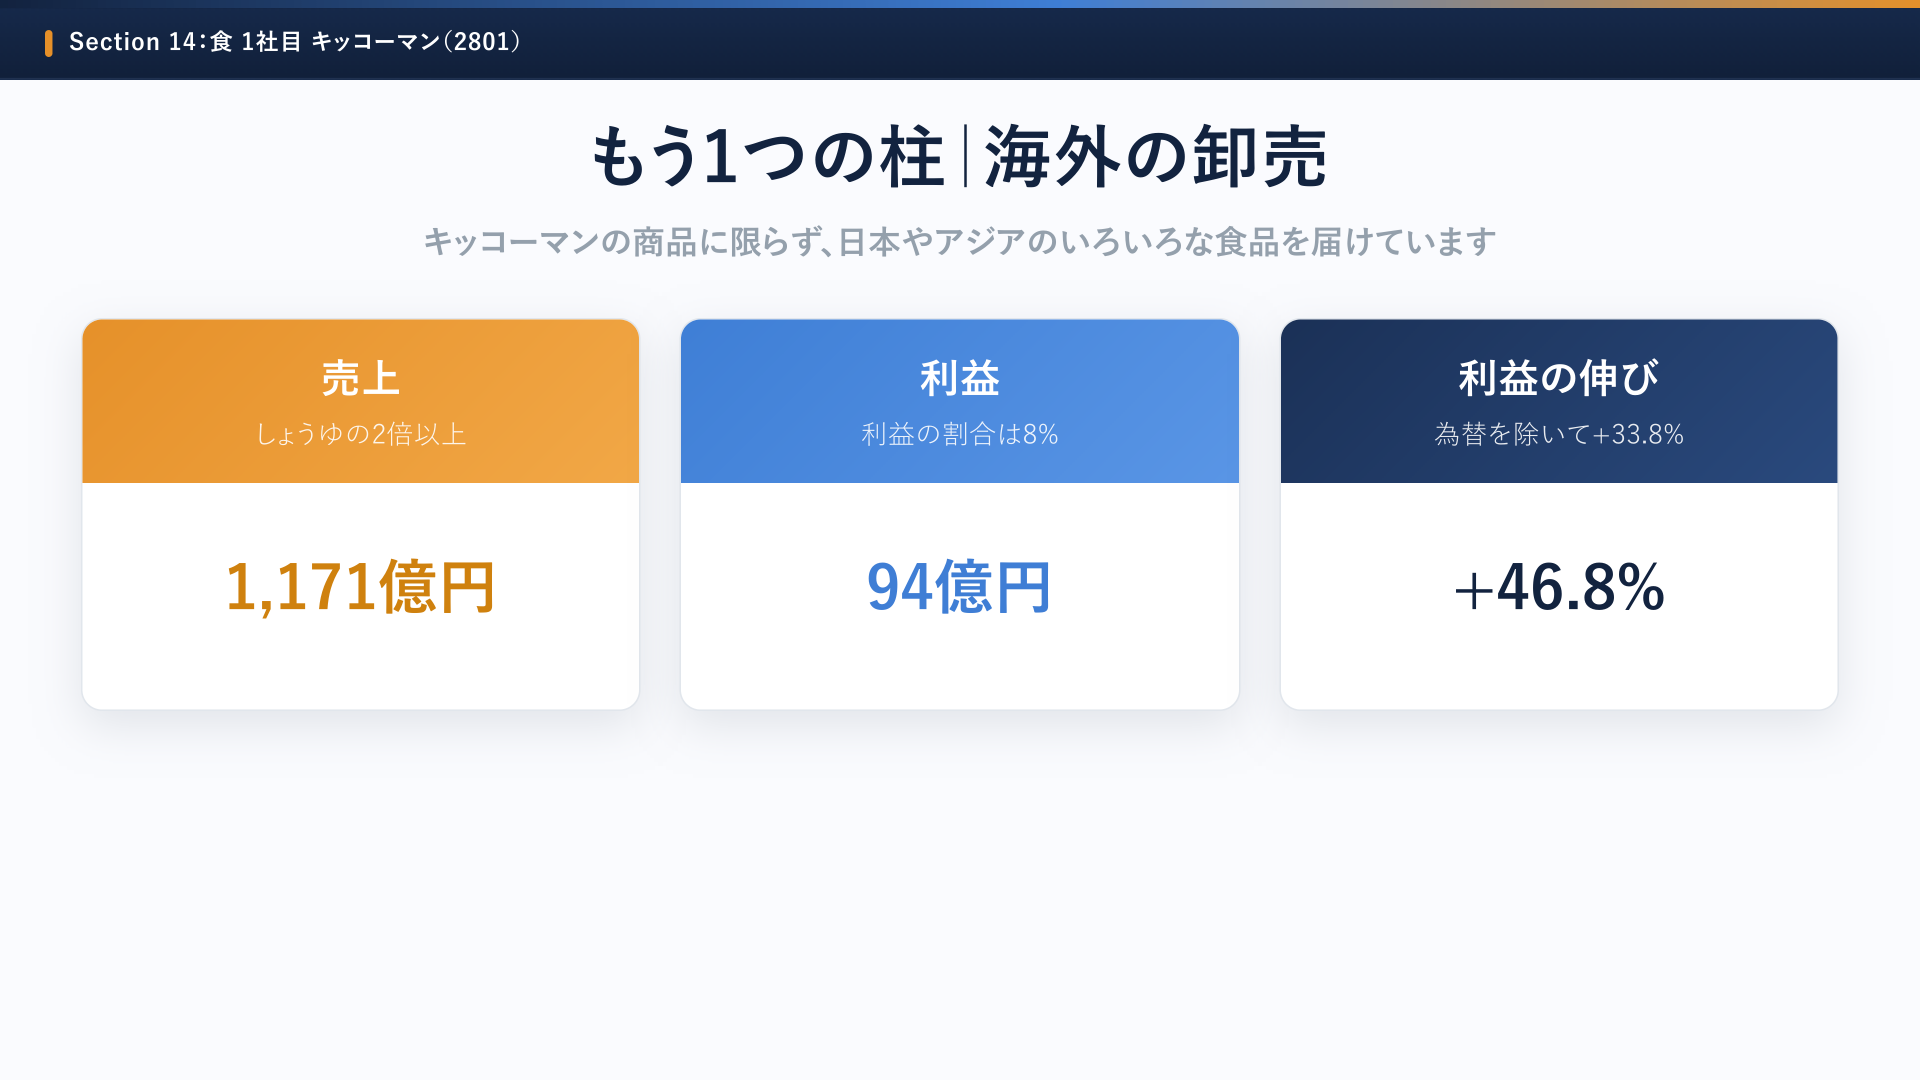 Section 14：食 1社目 キッコーマン（2801）
もう1つの柱｜海外の卸売
キッコーマンの商品に限らず、日本やアジアのいろいろな食品を届けています
売上
しょうゆの2倍以上
1,171億円
利益
利益の割合は8%
94億円
利益の伸び
為替を除いて+33.8%
+46.8%